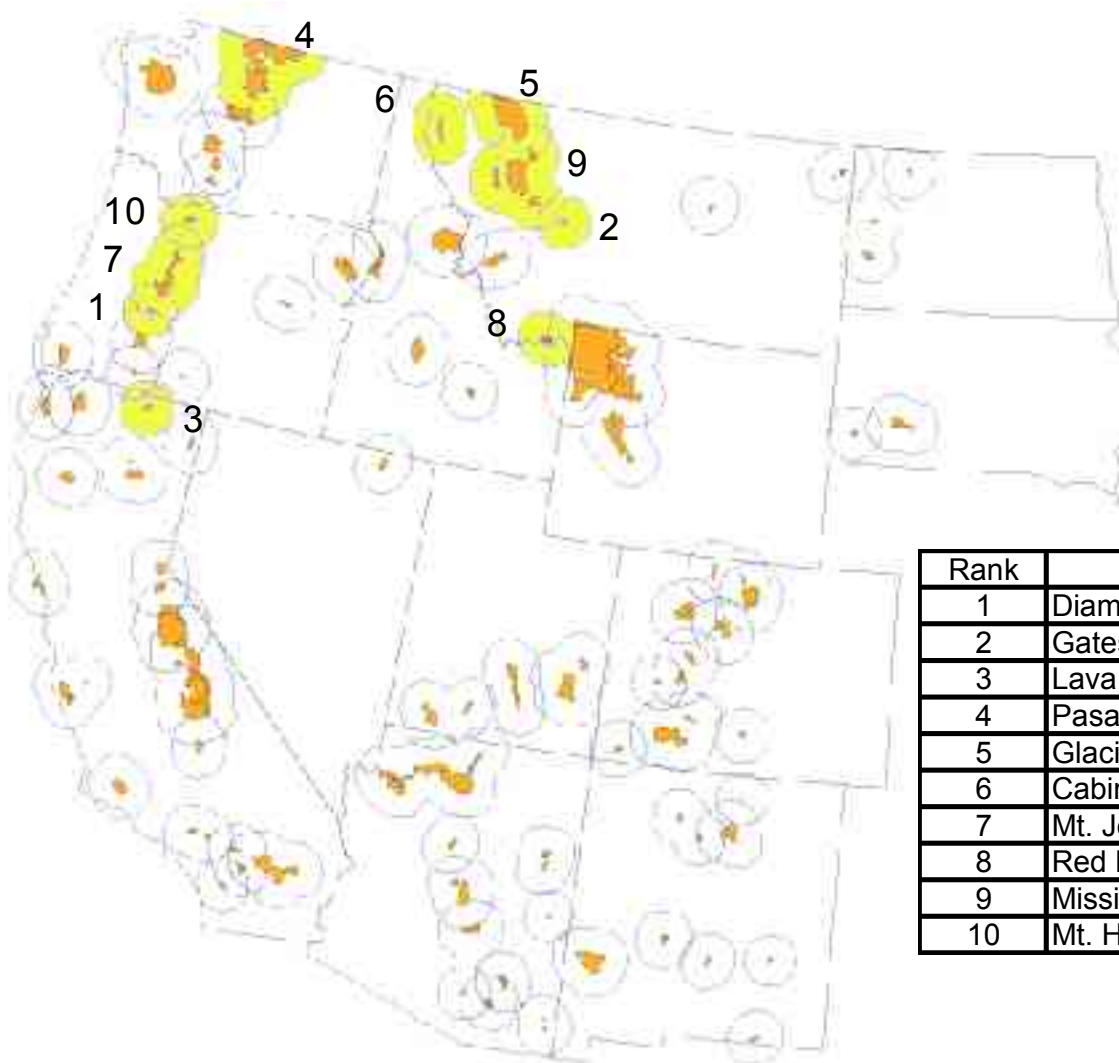 4
5
6
9
10
2
7
1
8
3
Rank
1 Diam
2 Gate
3 Lava
4 Pasa
5 Glaci
6 Cabin
7 Mt. J
8 Red
9 Missi
10 Mt. H